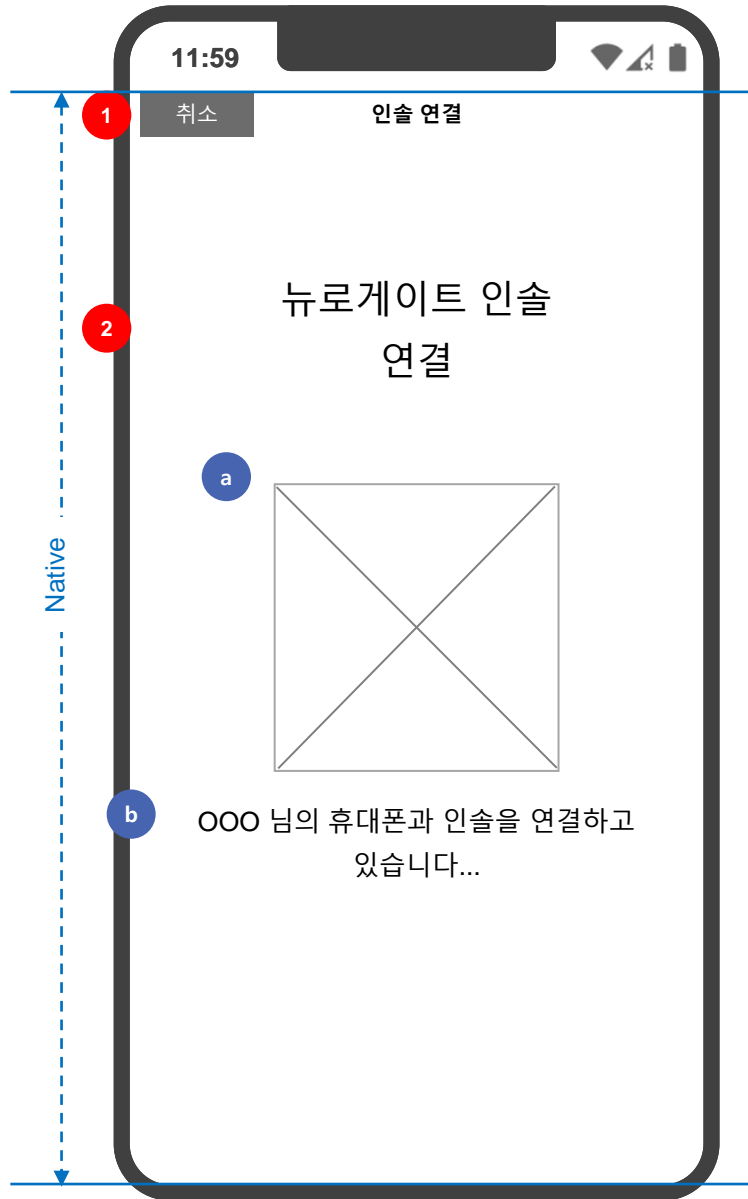 11:59
1
취소
인솔 연결
2
뉴로게이트 인솔
연결
a
Native
b
OOO 님의 휴대폰과 인솔을 연결하고
있습니다...